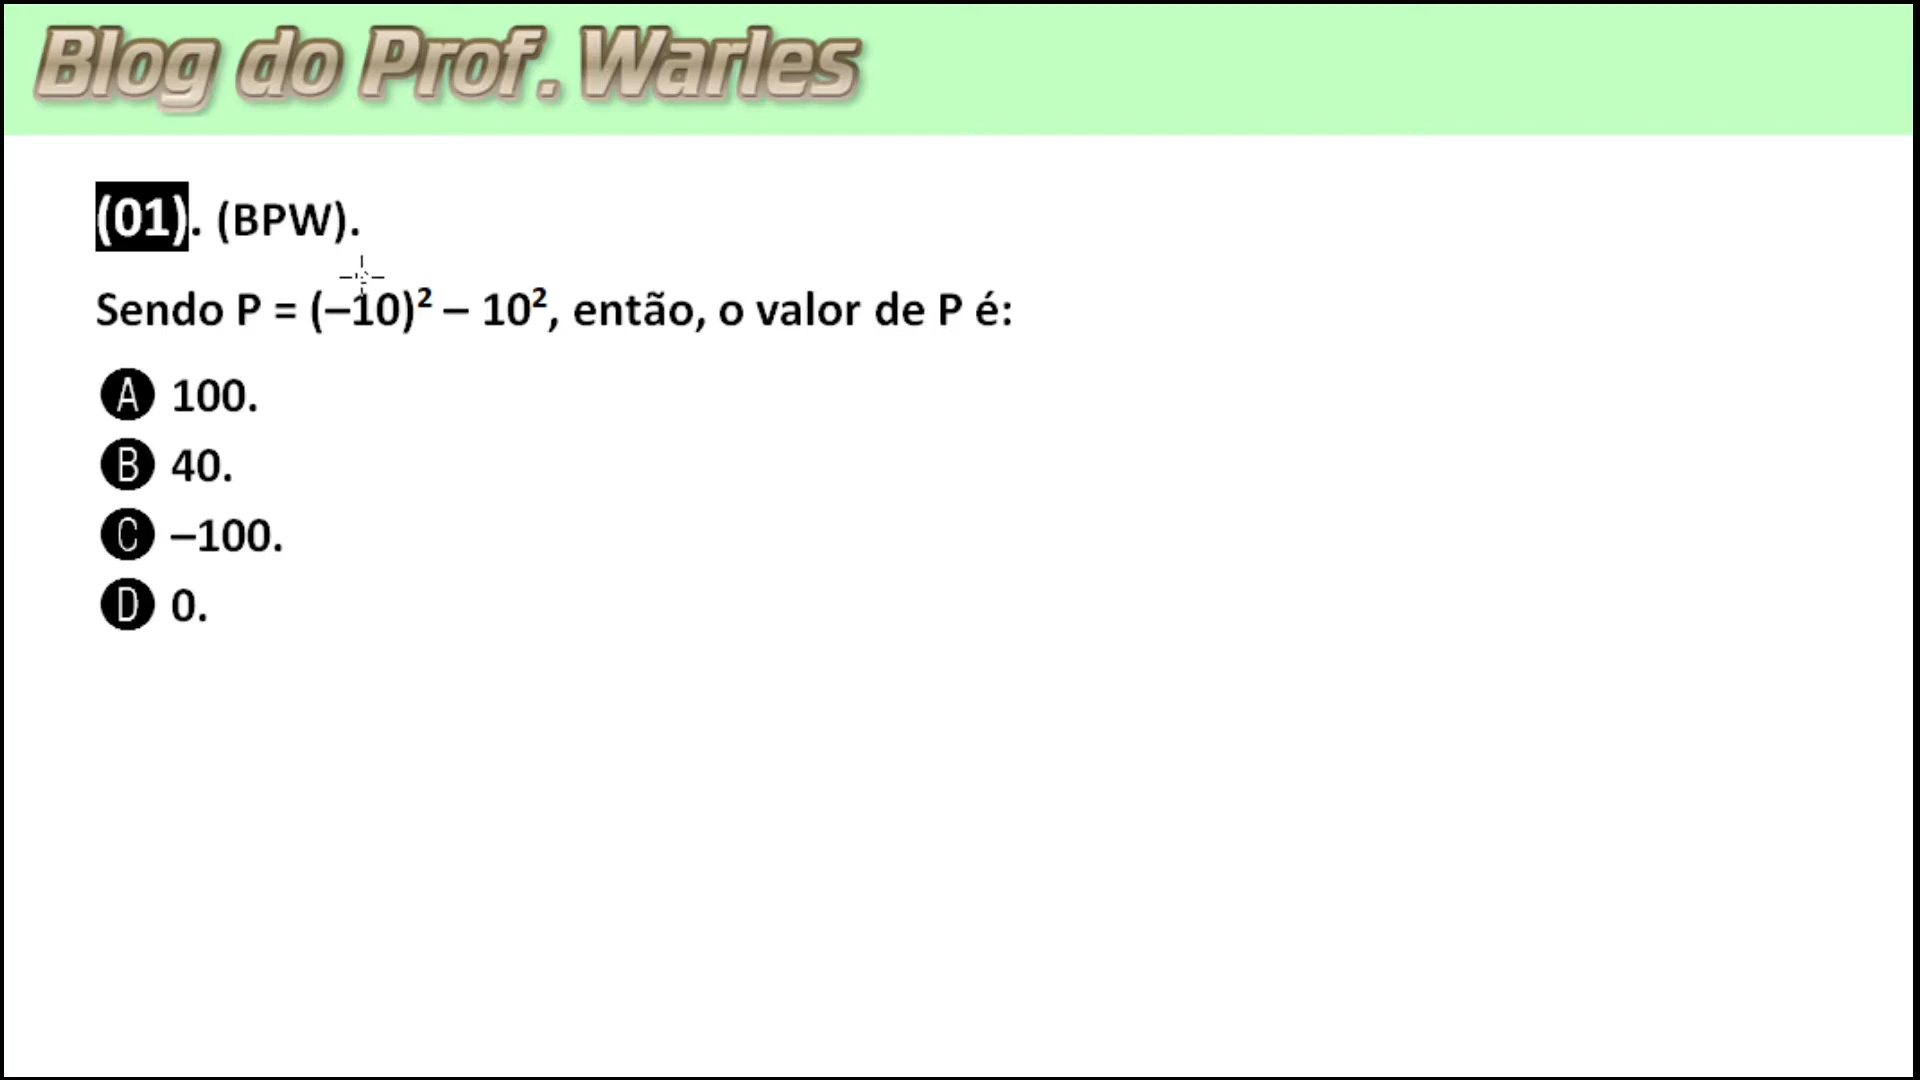 Blog do Prof. Warles
(01). (BPW).
Sendo P = (–10)² – 10², então, o valor de P é:
A 100.
B 40.
C –100.
D 0.